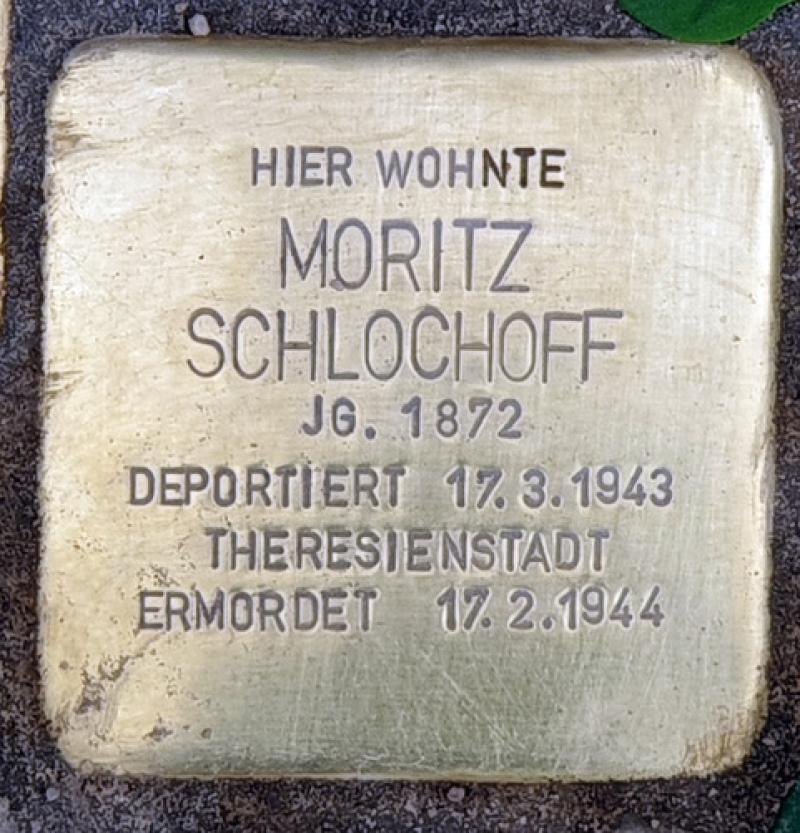 HIER WOHNTE
MORITZ
SCHLOCHOFF
JG. 1872
DEPORTIERT 17.3.1943
THERESIENSTADT
ERMORDET 17.2.1944